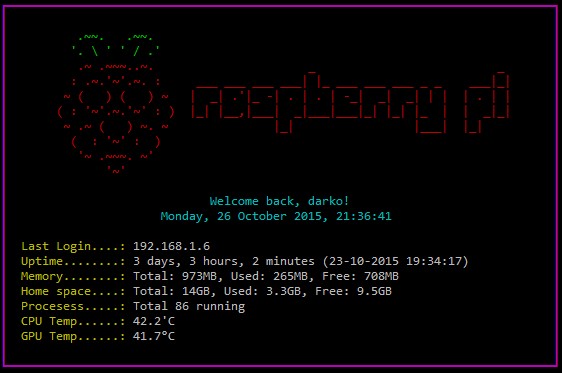 raspberry pi
Welcome back, darko!
Monday, 26 October 2015, 21:36:41
Last Login....: 192.168.1.6
Uptime........: 3 days, 3 hours, 2 minutes (23-10-2015 19:34:17)
Memory........: Total: 973MB, Used: 265MB, Free: 708MB
Home space....: Total: 14GB, Used: 3.3GB, Free: 9.5GB
Procesess.....: Total 86 running
CPU Temp......: 42.2'C
GPU Temp......: 41.7°C